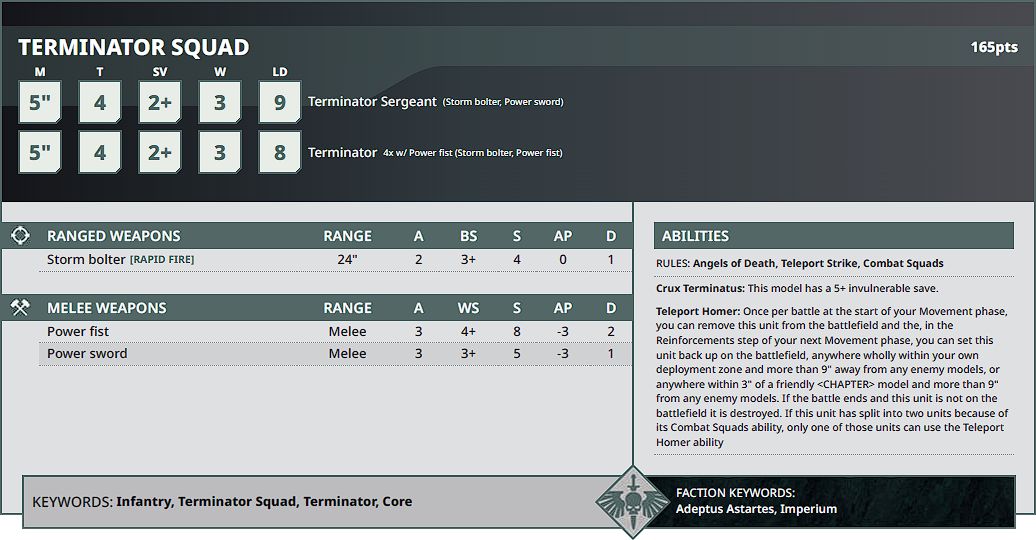 TERMINATOR SQUAD 165pts
M T SV W LD
5" 4 2+ 3 9 Terminator Sergeant (Storm bolter, Power sword)
5" 4 2+ 3 8 Terminator 4x w/ Power fist (Storm bolter, Power fist)
RANGED WEAPONS RANGE A BS S AP D
Storm bolter [RAPID FIRE] 24" 2 3+ 4 0 1
MELEE WEAPONS RANGE A WS S AP D
Power fist Melee 3 4+ 8 -3 2
Power sword Melee 3 3+ 5 -3 1
ABILITIES
RULES: Angels of Death, Teleport Strike, Combat Squads
Crux Terminatus: This model has a 5+ invulnerable save.
Teleport Homer: Once per battle at the start of your Movement phase,
you can remove this unit from the battlefield and the, in the
Reinforcements step of your next Movement phase, you can set this
unit back up on the battlefield, anywhere wholly within your own
deployment zone and more than 9" away from any enemy models, or
anywhere within 3" of a friendly <CHAPTER> model and more than 9"
from any enemy models. If the battle ends and this unit is not on the
battlefield it is destroyed. If this unit has split into two units because of
its Combat Squads ability, only one of those units can use the Teleport
Homer ability
KEYWORDS: Infantry, Terminator Squad, Terminator, Core
FACTION KEYWORDS:
Adeptus Astartes, Imperium